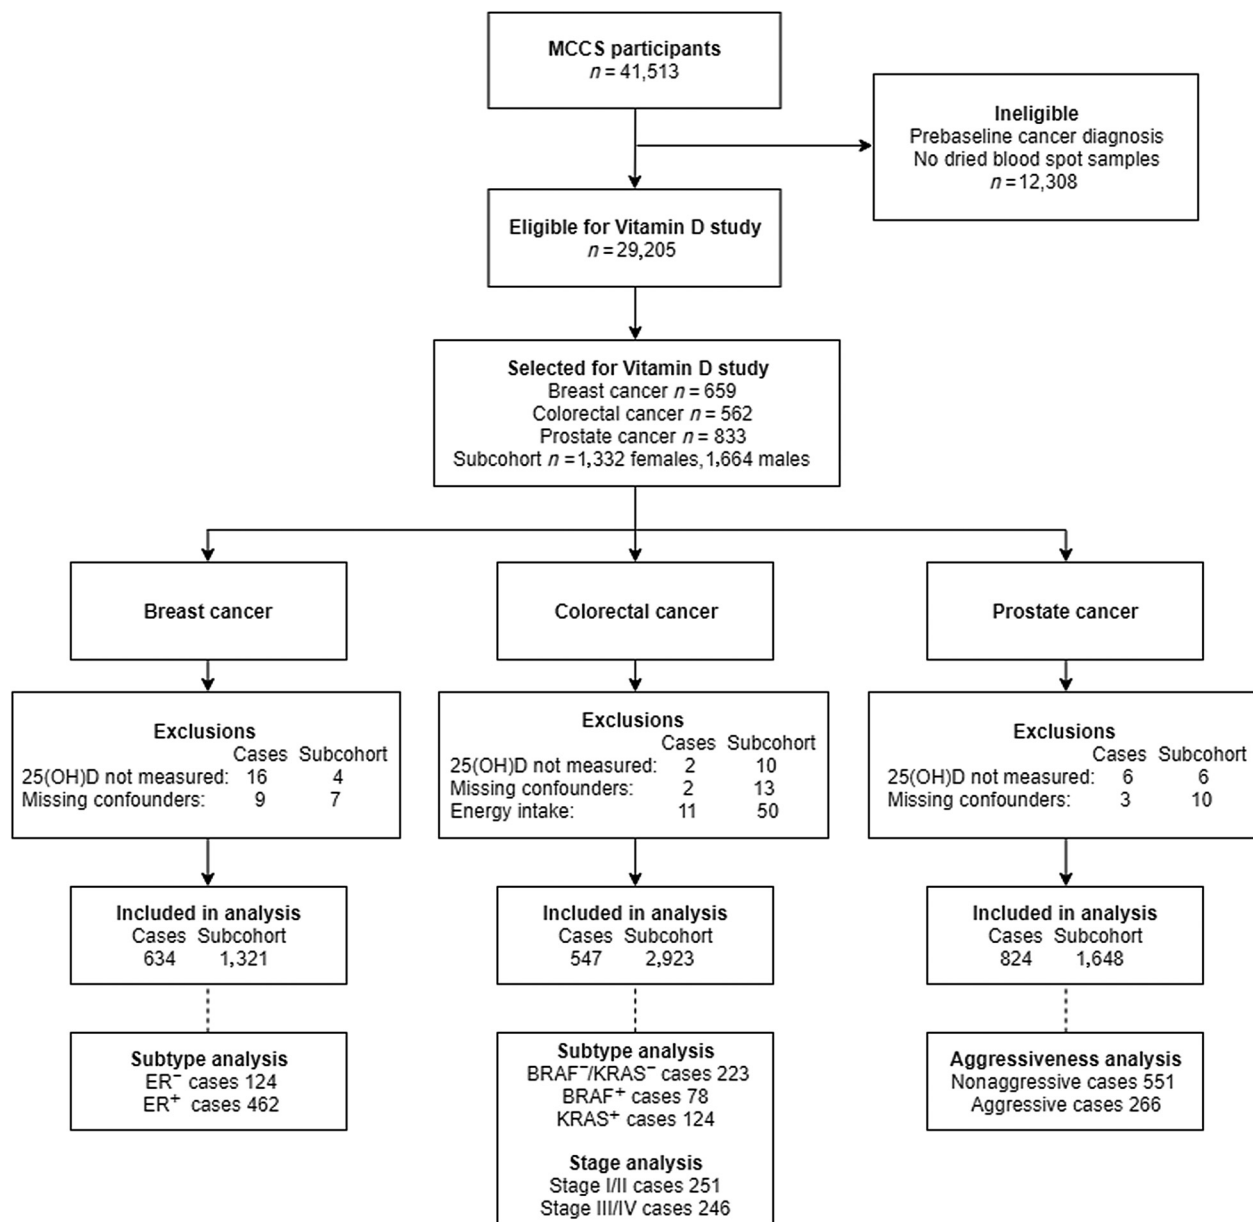 MCCS participants
n = 41,513
Ineligible
Prebaseline cancer diagnosis
No dried blood spot samples
n = 12,308
Eligible for Vitamin D study
n = 29,205
Selected for Vitamin D study
Breast cancer n = 659
Colorectal cancer n = 562
Prostate cancer n = 833
Subcohort n = 1,332 females, 1,664 males
Breast cancer
Colorectal cancer
Prostate cancer
Exclusions
Cases Subcohort
25(OH)D not measured: 16 4
Missing confounders: 9 7
Exclusions
Cases Subcohort
25(OH)D not measured: 2 10
Missing confounders: 2 13
Energy intake: 11 50
Exclusions
Cases Subcohort
25(OH)D not measured: 6 6
Missing confounders: 3 10
Included in analysis
Cases Subcohort
634 1,321
Included in analysis
Cases Subcohort
547 2,923
Included in analysis
Cases Subcohort
824 1,648
Subtype analysis
ER⁻ cases 124
ER⁺ cases 462
Subtype analysis
BRAF⁻/KRAS⁻ cases 223
BRAF⁺ cases 78
KRAS⁺ cases 124
Stage analysis
Stage I/II cases 251
Stage III/IV cases 246
Aggressiveness analysis
Nonaggressive cases 551
Aggressive cases 266